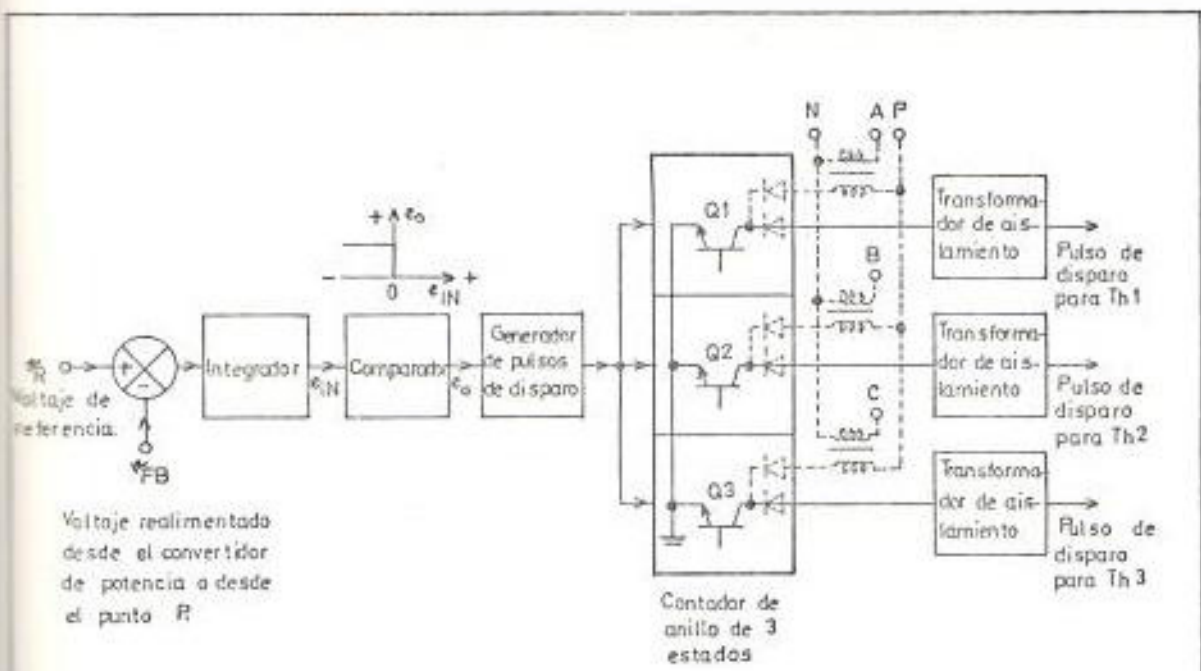 N A P
Q1
Transforma-
dor de ais-
lamiento
Pulso de
disparo
para Th1
+ e₀
- 0 e_IN +
B
Integrador
e_IN
Comparador
e₀
Generador
de pulsos
de disparo
Q2
Transforma-
dor de ais-
lamiento
Pulso de
disparo
para Th2
R
Voltaje de
referencia.
+
-
FB
C
Q3
Transforma-
dor de ais-
lamiento
Pulso de
disparo
para Th3
Voltaje realimentado
desde el convertidor
de potencia o desde
el punto P.
Contador de
anillo de 3
estados